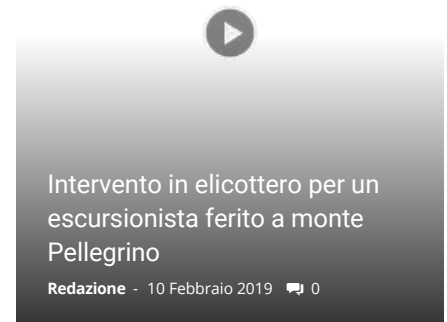 Intervento in elicottero per un
escursionista ferito a monte
Pellegrino
Redazione - 10 Febbraio 2019 0